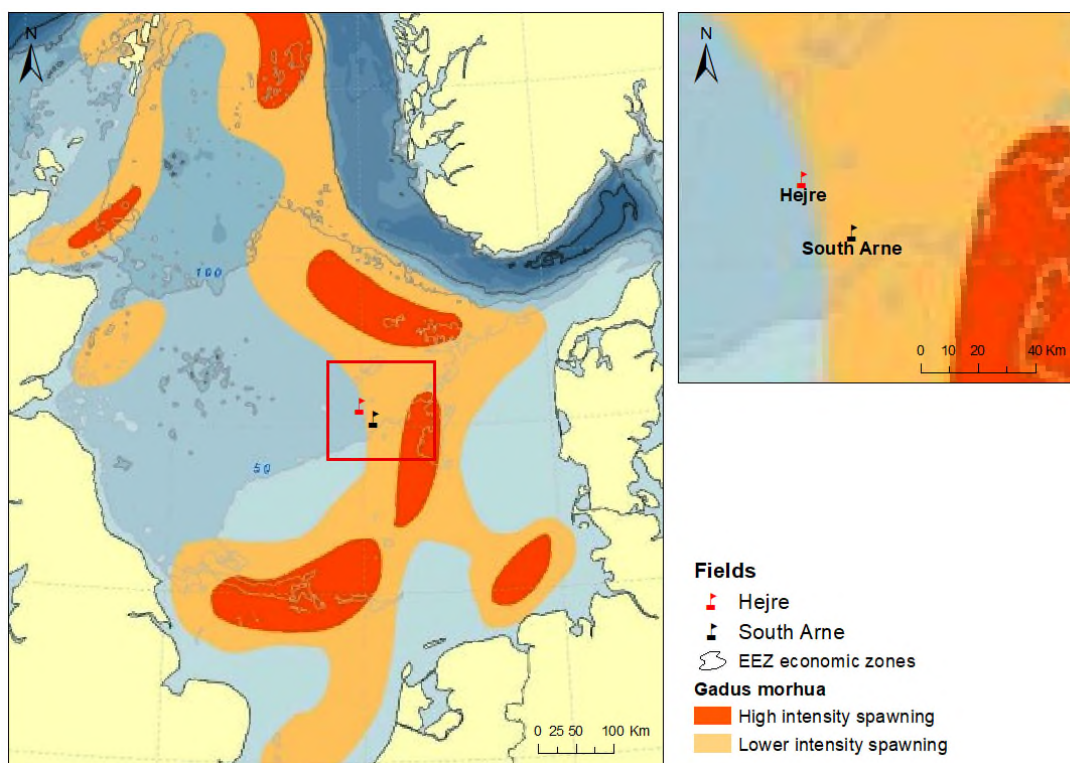 N
100
50
0 25 50 100 Km
N
Hejre
South Arne
0 10 20 40 Km
Fields
Hejre
South Arne
EEZ economic zones
Gadus morhua
High intensity spawning
Lower intensity spawning